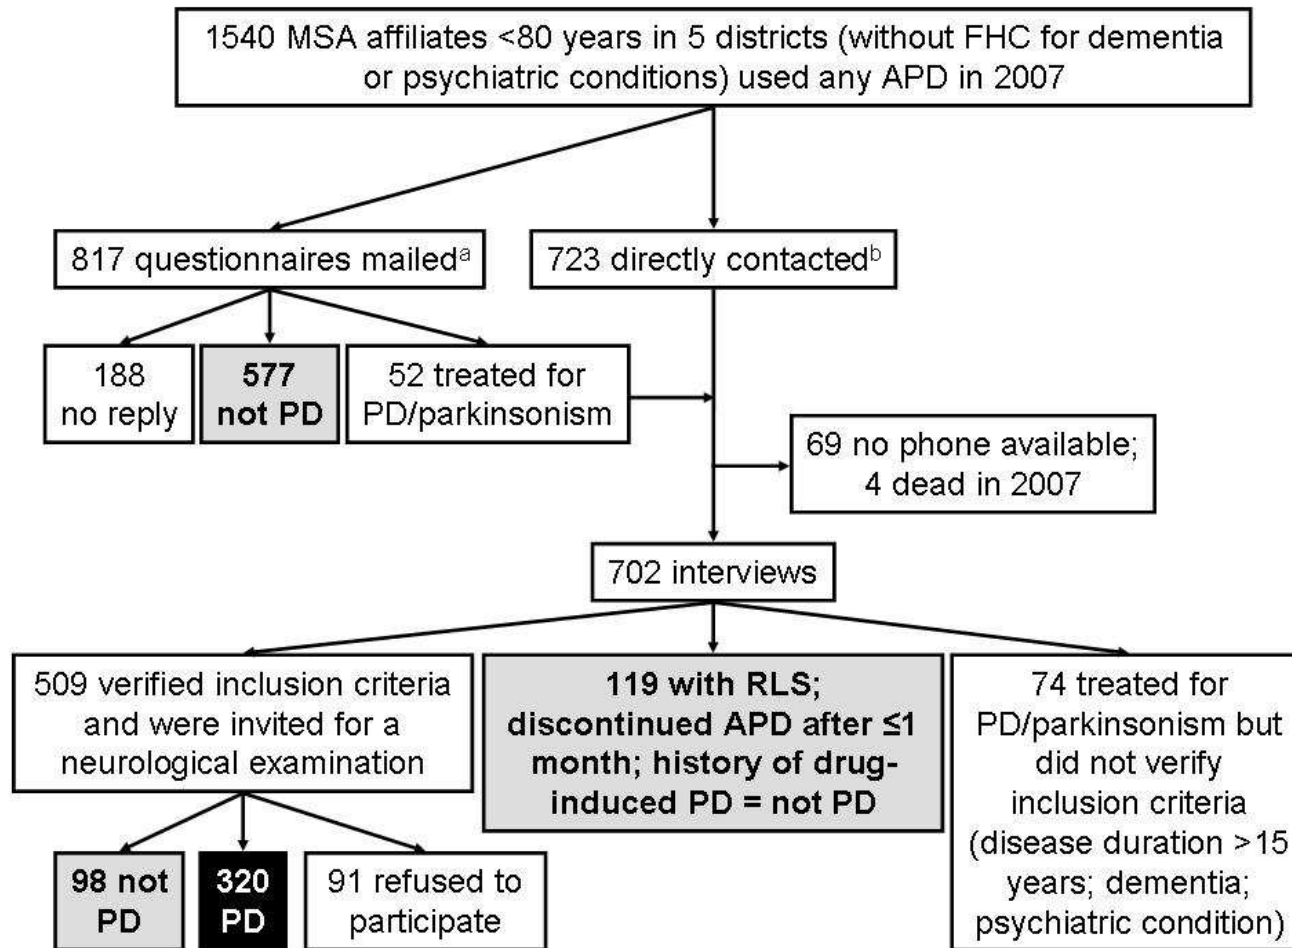 1540 MSA affiliates <80 years in 5 districts (without FHC for dementia
or psychiatric conditions) used any APD in 2007
817 questionnaires mailedᵃ
723 directly contactedᵇ
188
no reply
577
not PD
52 treated for
PD/parkinsonism
69 no phone available;
4 dead in 2007
702 interviews
509 verified inclusion criteria
and were invited for a
neurological examination
119 with RLS;
discontinued APD after ≤1
month; history of drug-
induced PD = not PD
74 treated for
PD/parkinsonism but
did not verify
inclusion criteria
(disease duration >15
years; dementia;
psychiatric condition)
98 not
PD
320
PD
91 refused to
participate